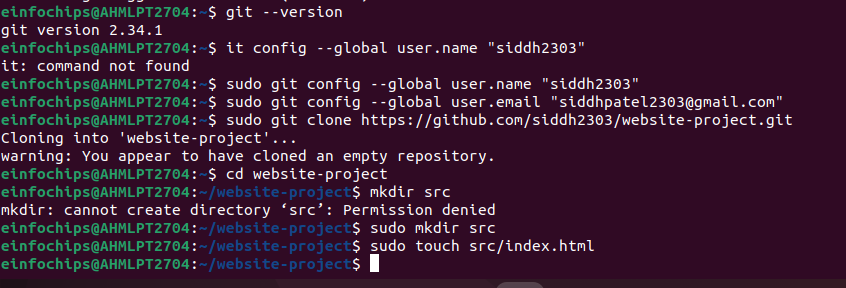 einfochips@AHMLPT2704:~$ git --version
git version 2.34.1
einfochips@AHMLPT2704:~$ it config --global user.name "siddh2303"
it: command not found
einfochips@AHMLPT2704:~$ sudo git config --global user.name "siddh2303"
einfochips@AHMLPT2704:~$ sudo git config --global user.email "siddhpatel2303@gmail.com"
einfochips@AHMLPT2704:~$ sudo git clone https://github.com/siddh2303/website-project.git
Cloning into 'website-project'...
warning: You appear to have cloned an empty repository.
einfochips@AHMLPT2704:~$ cd website-project
einfochips@AHMLPT2704:~/website-project$ mkdir src
mkdir: cannot create directory ‘src’: Permission denied
einfochips@AHMLPT2704:~/website-project$ sudo mkdir src
einfochips@AHMLPT2704:~/website-project$ sudo touch src/index.html
einfochips@AHMLPT2704:~/website-project$